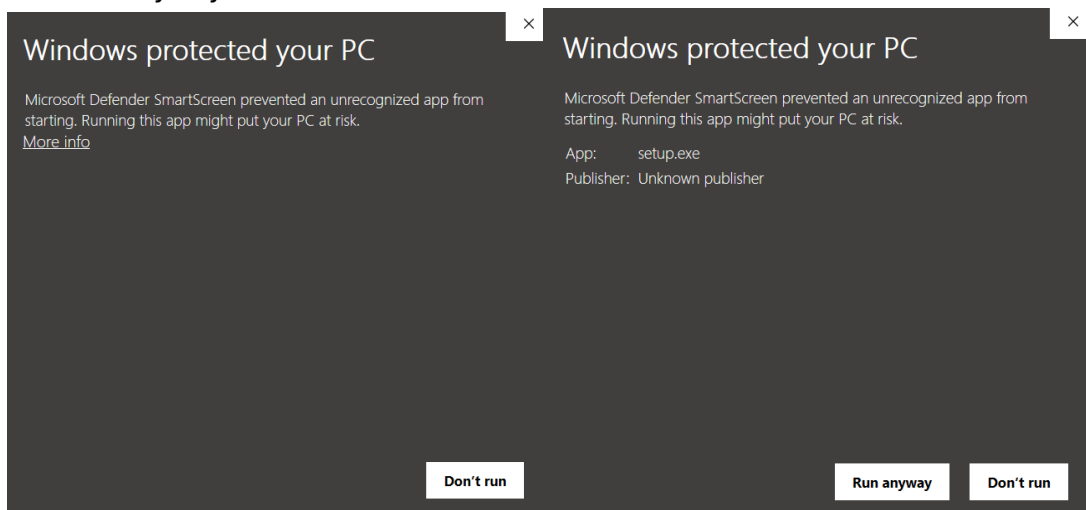 Windows protected your PC
Microsoft Defender SmartScreen prevented an unrecognized app from
starting. Running this app might put your PC at risk.
More info
Don't run
Windows protected your PC
Microsoft Defender SmartScreen prevented an unrecognized app from
starting. Running this app might put your PC at risk.
App: setup.exe
Publisher: Unknown publisher
Run anyway Don't run